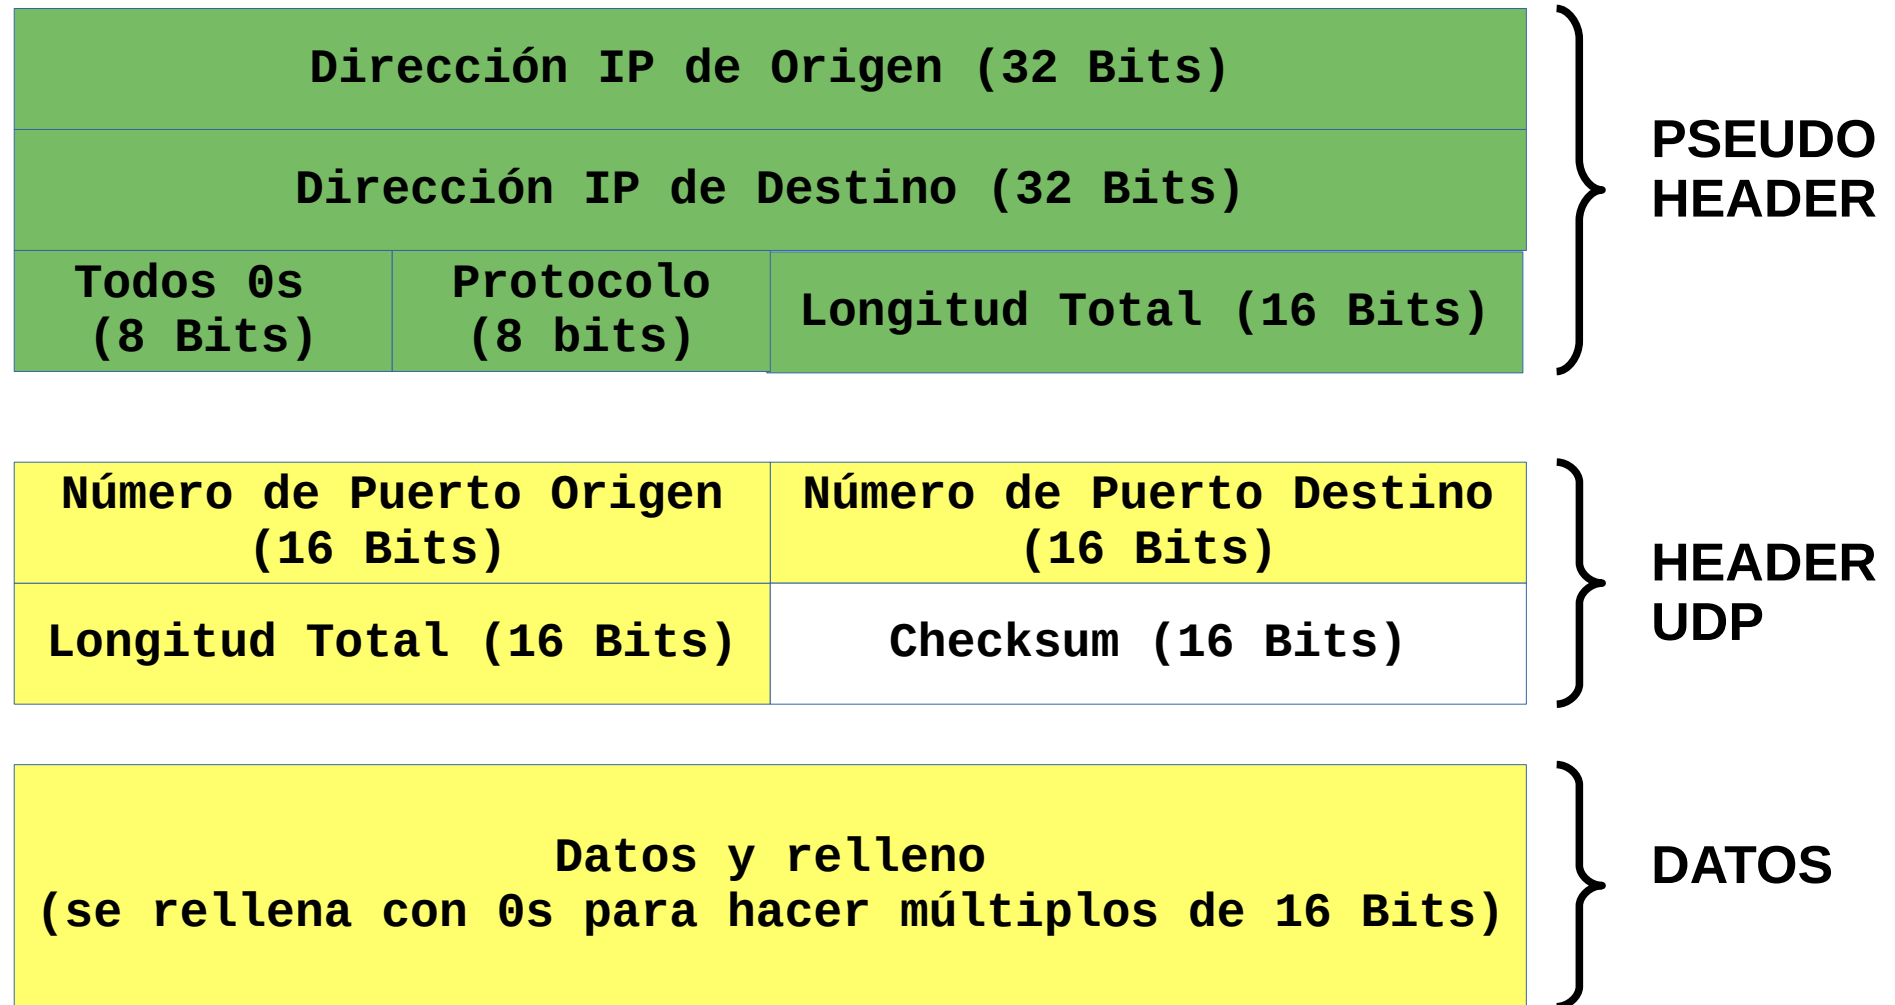 Dirección IP de Origen (32 Bits)
PSEUDO
HEADER
Dirección IP de Destino (32 Bits)
Todos 0s
(8 Bits)
Protocolo
(8 bits)
Longitud Total (16 Bits)
Número de Puerto Origen
(16 Bits)
Número de Puerto Destino
(16 Bits)
HEADER
UDP
Longitud Total (16 Bits)
Checksum (16 Bits)
Datos y relleno
(se rellena con 0s para hacer múltiplos de 16 Bits)
DATOS